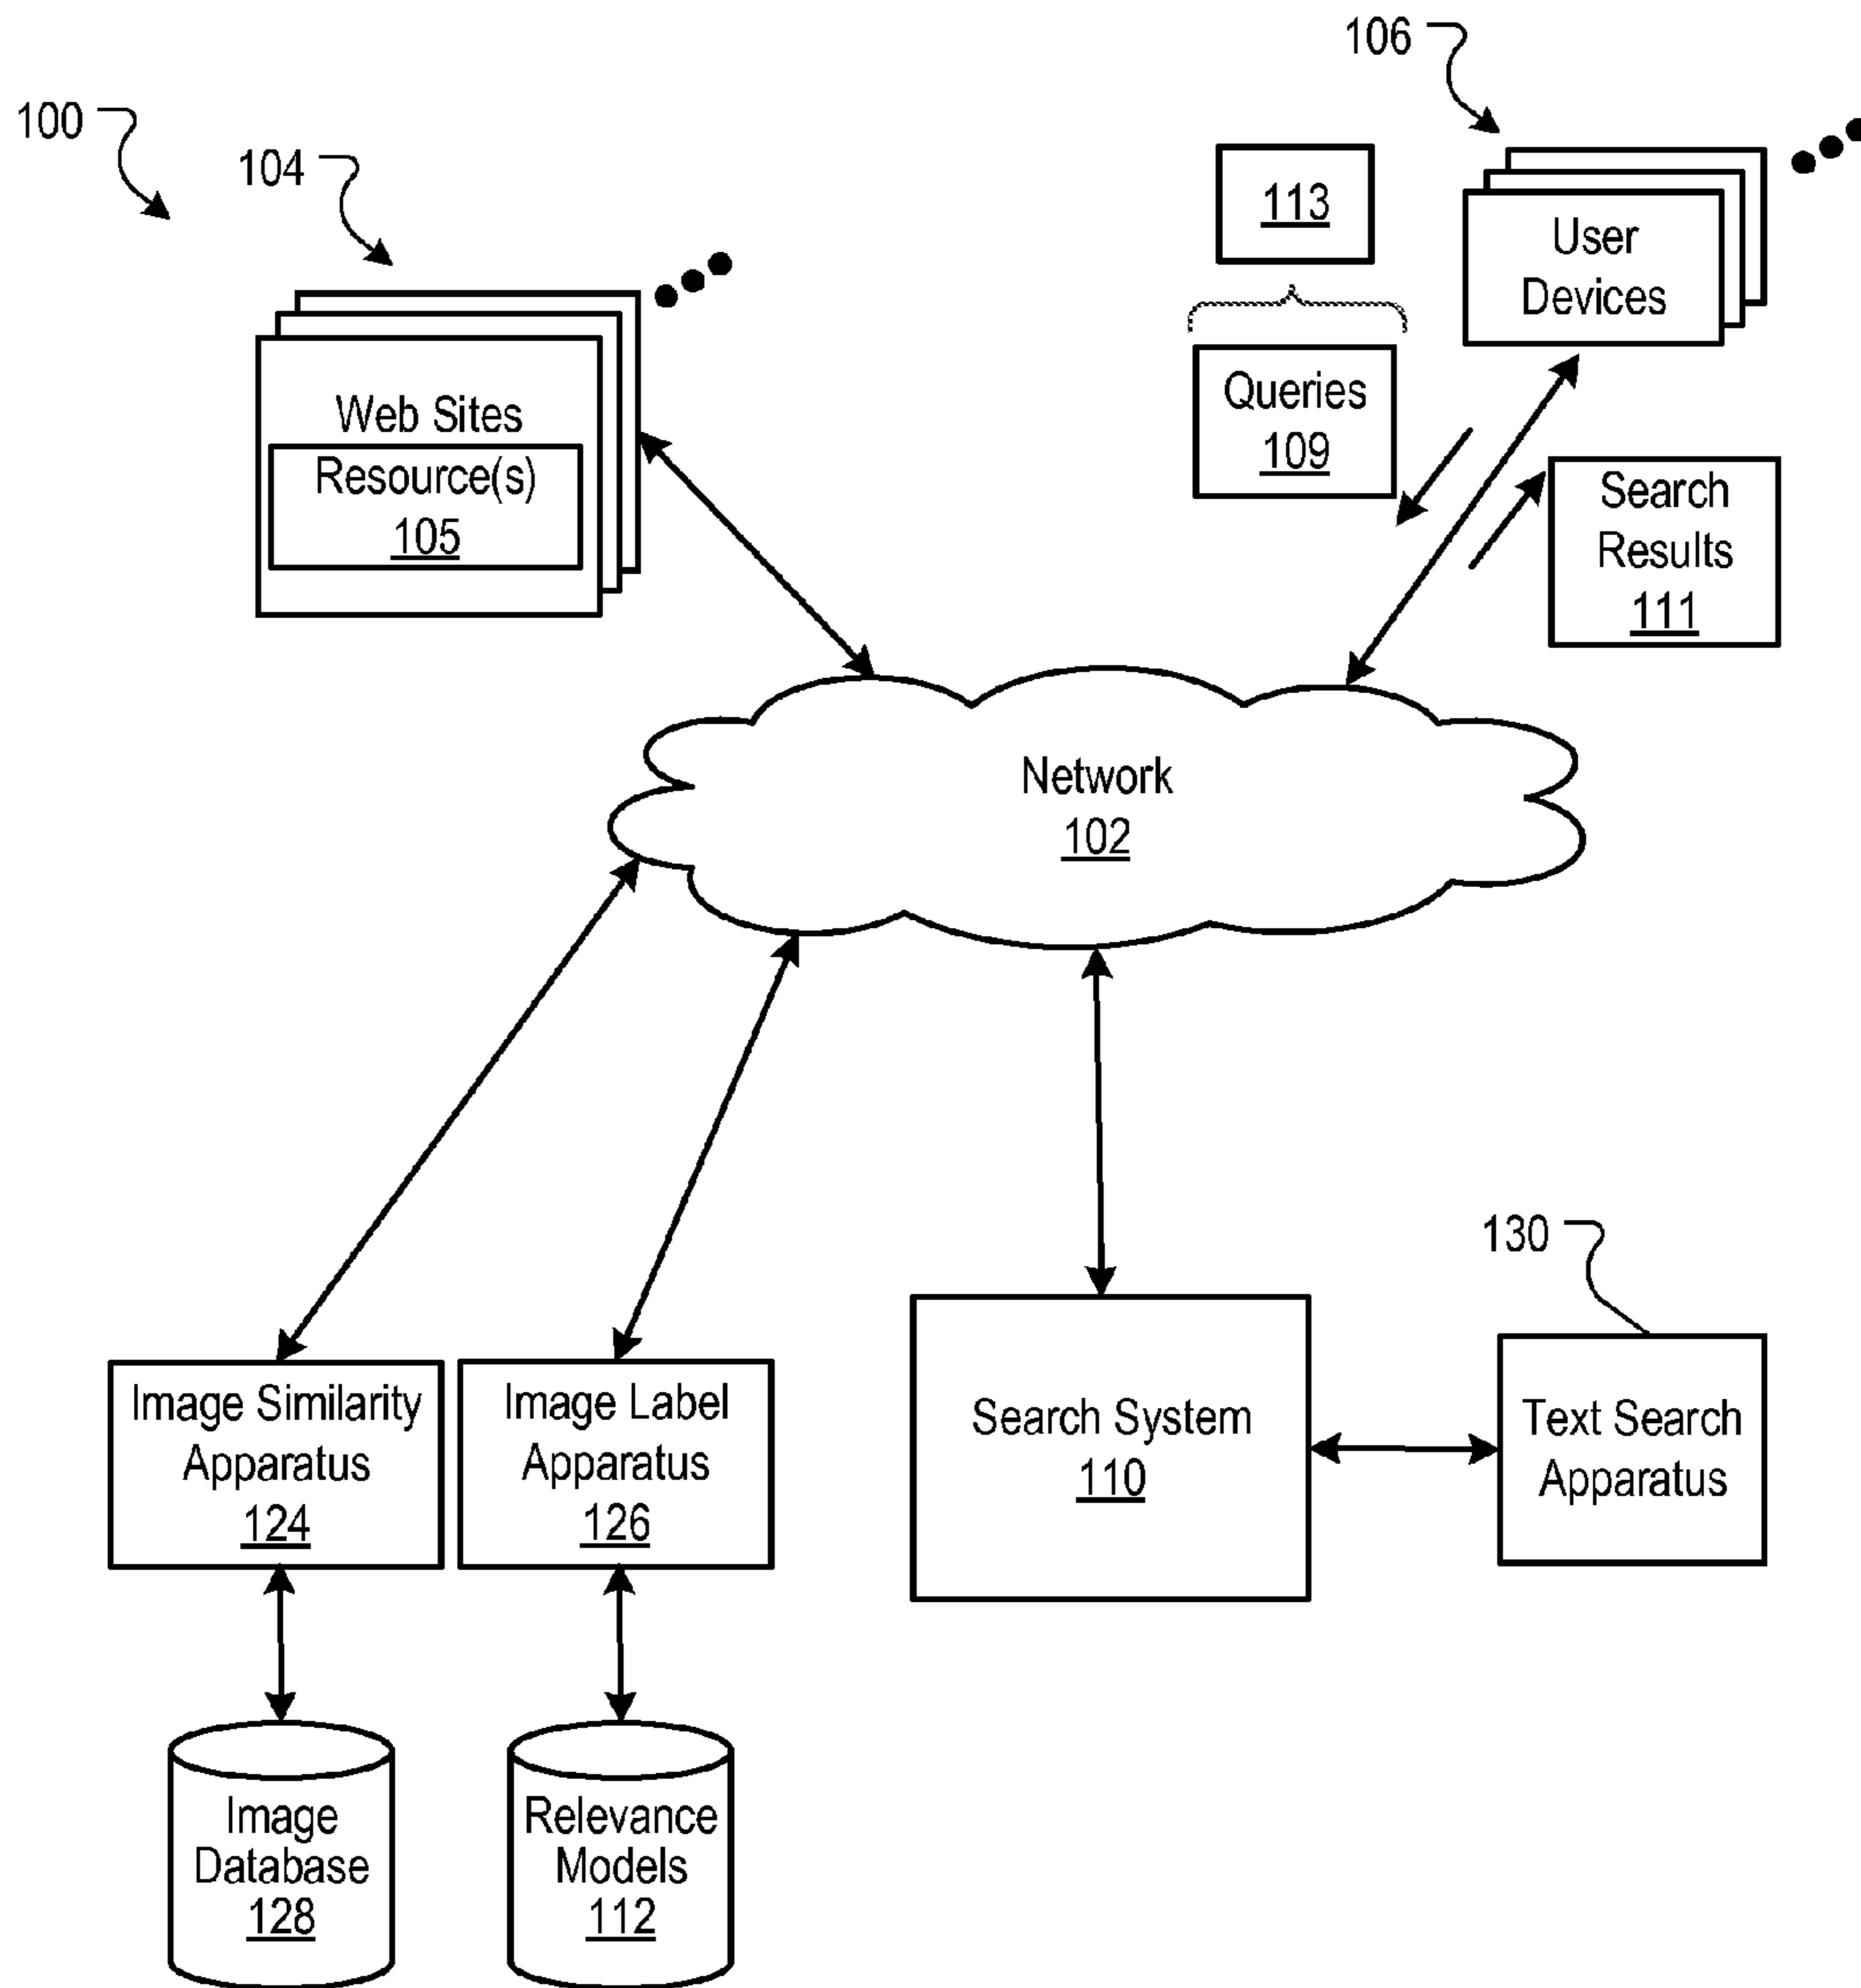 106
100
104
113
User
Devices
Queries
109
Web Sites
Resource(s)
105
Search
Results
111
Network
102
130
Image Similarity
Apparatus
124
Image Label
Apparatus
126
Search System
110
Text Search
Apparatus
Image
Database
128
Relevance
Models
112